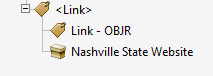 <Link>
Link - OBJR
Nashville State Website